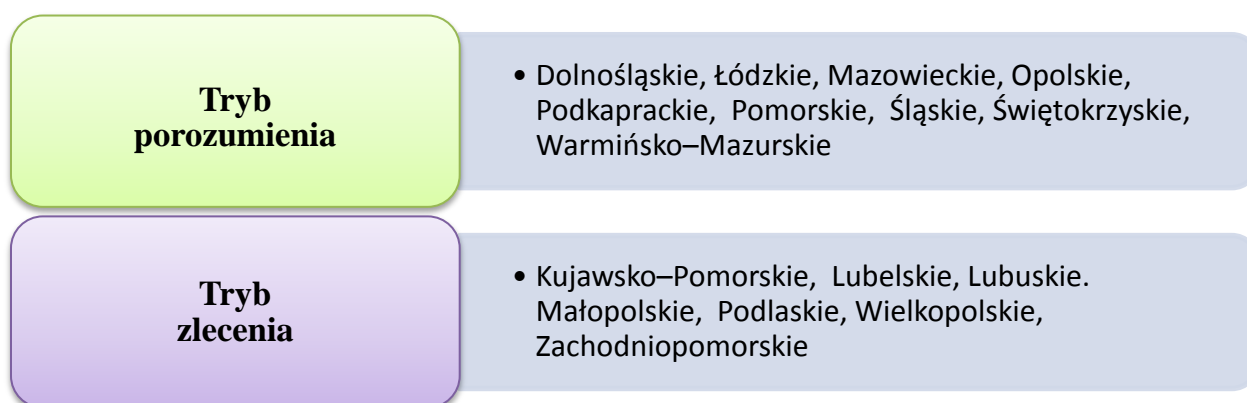 Tryb
porozumienia
• Dolnośląskie, Łódzkie, Mazowieckie, Opolskie,
Podkaprackie, Pomorskie, Śląskie, Świętokrzyskie,
Warmińsko–Mazurskie
Tryb
zlecenia
• Kujawsko–Pomorskie, Lubelskie, Lubuskie.
Małopolskie, Podlaskie, Wielkopolskie,
Zachodniopomorskie